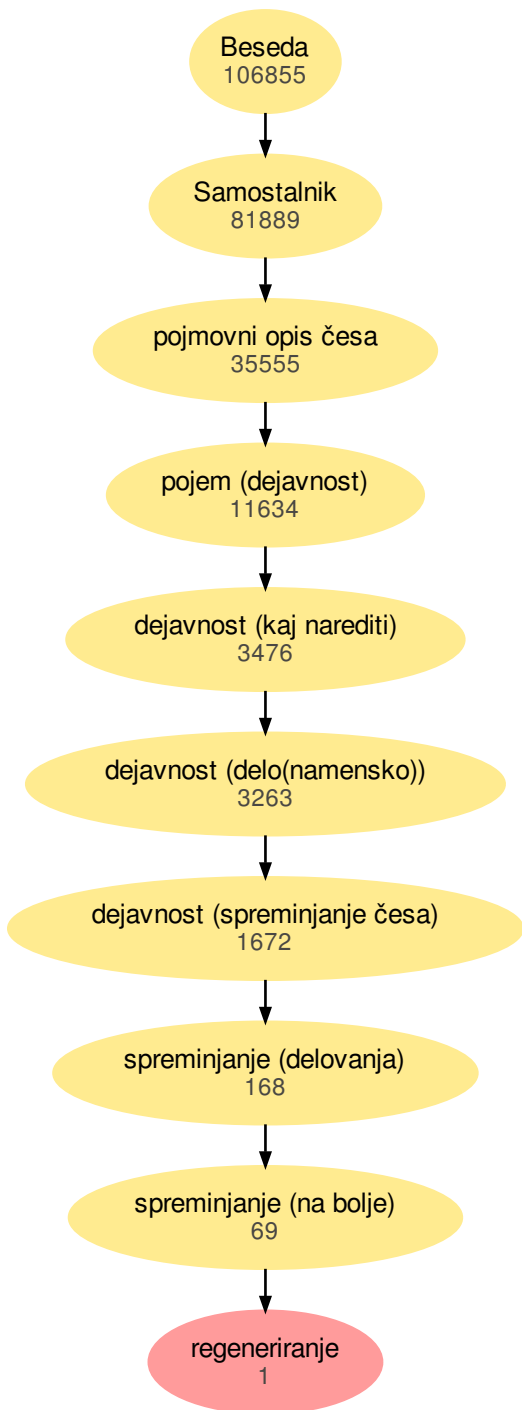 Beseda
106855
Samostalnik
81889
pojmovni opis česa
35555
pojem (dejavnost)
11634
dejavnost (kaj narediti)
3476
dejavnost (delo(namensko))
3263
dejavnost (spreminjanje česa)
1672
spreminjanje (delovanja)
168
spreminjanje (na bolje)
69
regeneriranje
1